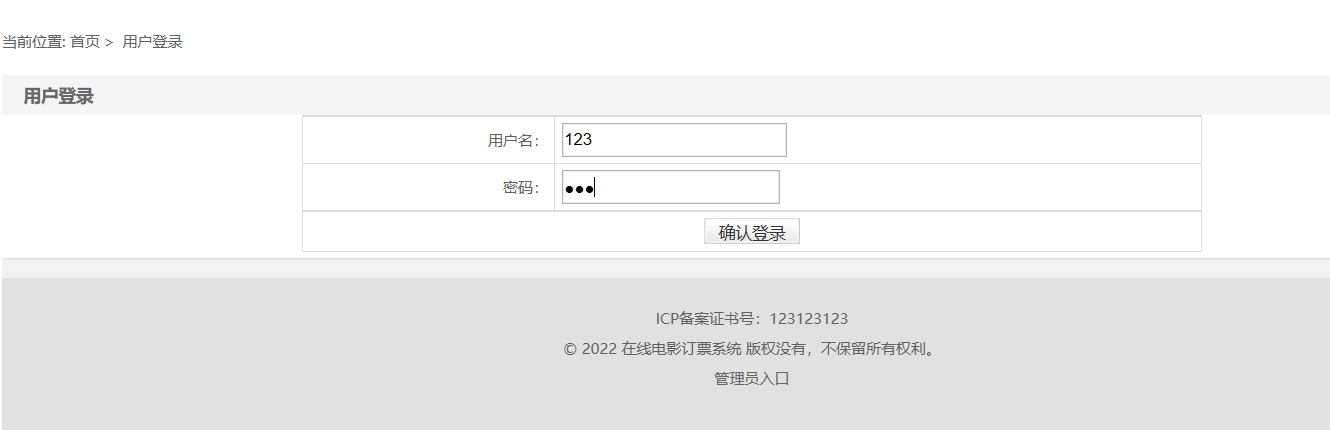 当前位置: 首页 > 用户登录
用户登录
用户名： 123
密码： ●●●
确认登录
ICP备案证书号：123123123
© 2022 在线电影订票系统 版权没有，不保留所有权利。
管理员入口